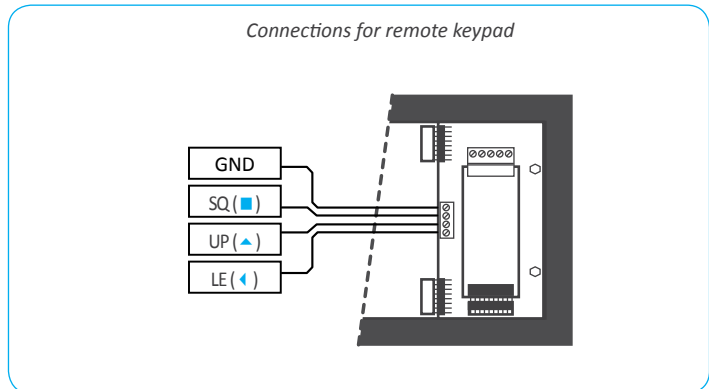 Connections for remote keypad
GND
SQ (■)
UP (▲)
LE (◀)